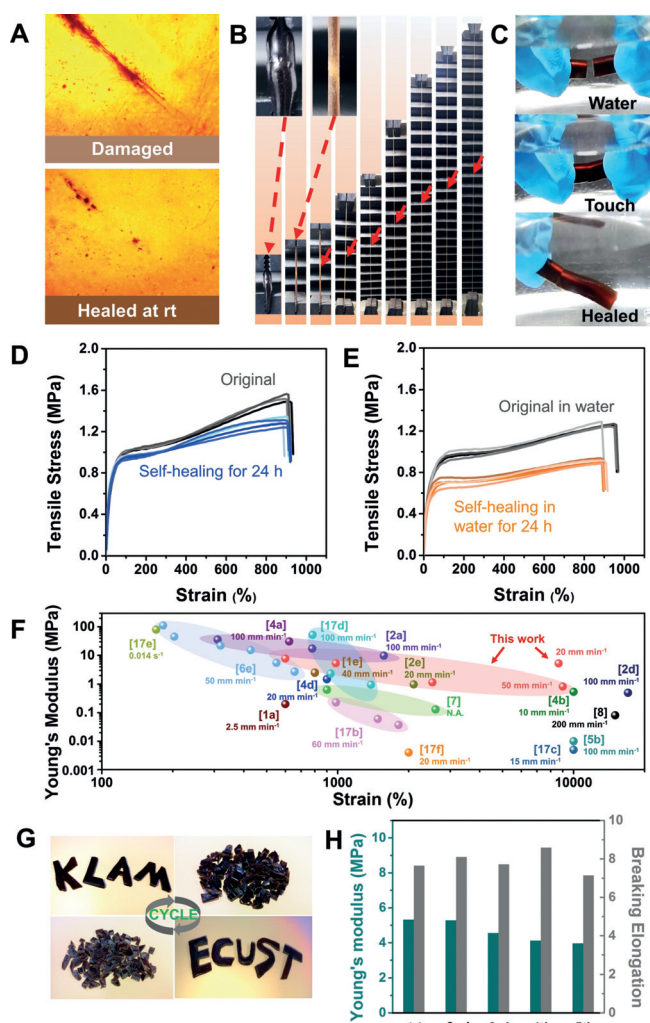 A
Damaged
Healed at rt
B
C
Water
Touch
Healed
D
Tensile Stress (MPa)
2.0
1.6
1.2
0.8
0.4
0.0
Original
Self-healing for 24 h
0 200 400 600 800 1000
Strain (%)
E
Tensile Stress (MPa)
2.0
1.6
1.2
0.8
0.4
0.0
Original in water
Self-healing in
water for 24 h
0 200 400 600 800 1000
Strain (%)
F
Young's Modulus (MPa)
100
10
1
0.1
0.01
0.001
[17e]
0.014 s-1
[4a]
100 mm min-1
[17d]
100 mm min-1
[2a]
100 mm min-1
This work
20 mm min-1
[6e]
50 mm min-1
[1e]
40 mm min-1
[2e]
20 mm min-1
50 mm min-1
[2d]
100 mm min-1
[4d]
20 mm min-1
[7]
N.A.
[4b]
10 mm min-1
[8]
200 mm min-1
[1a]
2.5 mm min-1
[17b]
60 mm min-1
[17f]
20 mm min-1
[17c]
15 mm min-1
[5b]
100 mm min-1
100 1000 10000
Strain (%)
G
KLAM
CYCLE
ECUST
H
Young's modulus (MPa)
10
8
6
4
2
0
Breaking Elongation
10
8
6
4
2
0